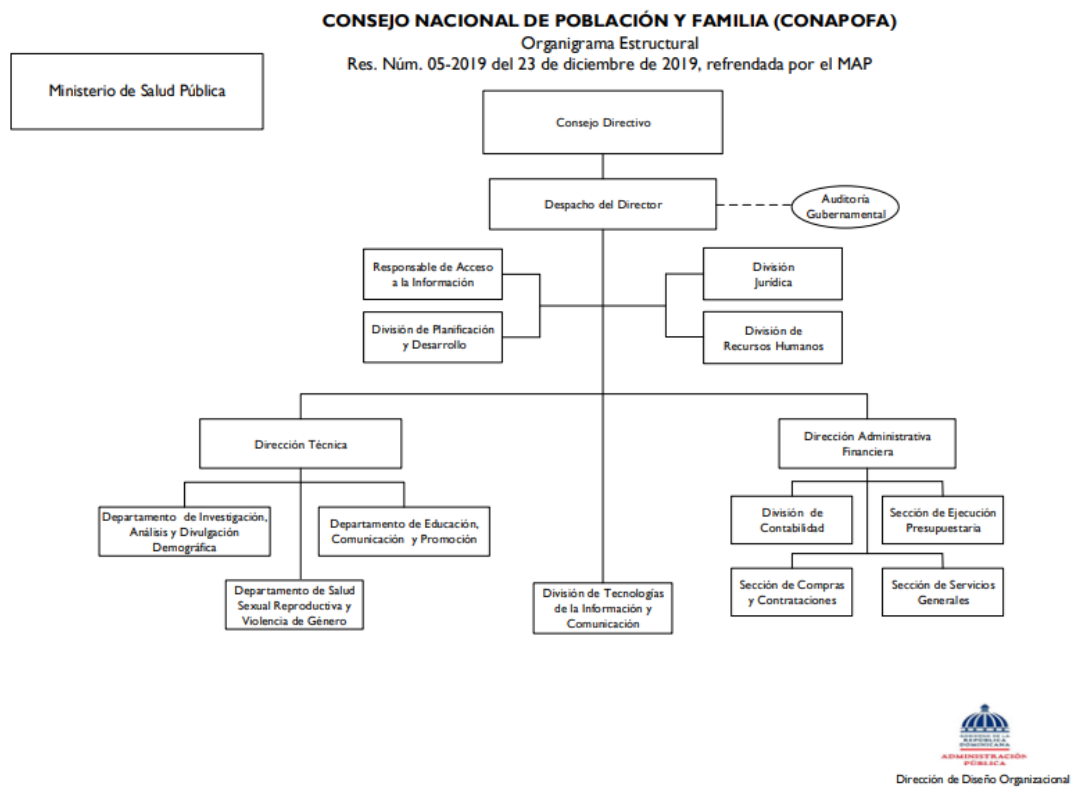 CONSEJO NACIONAL DE POBLACIÓN Y FAMILIA (CONAPOFA)
Organigrama Estructural
Res. Núm. 05-2019 del 23 de diciembre de 2019, refrendada por el MAP
Ministerio de Salud Pública
Consejo Directivo
Despacho del Director
Auditoría
Gubernamental
Responsable de Acceso
a la Información
División
Jurídica
División de Planificación
y Desarrollo
División de
Recursos Humanos
Dirección Técnica
Dirección Administrativa
Financiera
Departamento de Investigación,
Análisis y Divulgación
Demográfica
Departamento de Educación,
Comunicación y Promoción
División de
Contabilidad
Sección de Ejecución
Presupuestaria
Departamento de Salud
Sexual Reproductiva y
Violencia de Género
División de Tecnologías
de la Información y
Comunicación
Sección de Compras
y Contrataciones
Sección de Servicios
Generales
GOBIERNO DE LA
REPÚBLICA
DOMINICANA
ADMINISTRACIÓN
PÚBLICA
Dirección de Diseño Organizacional